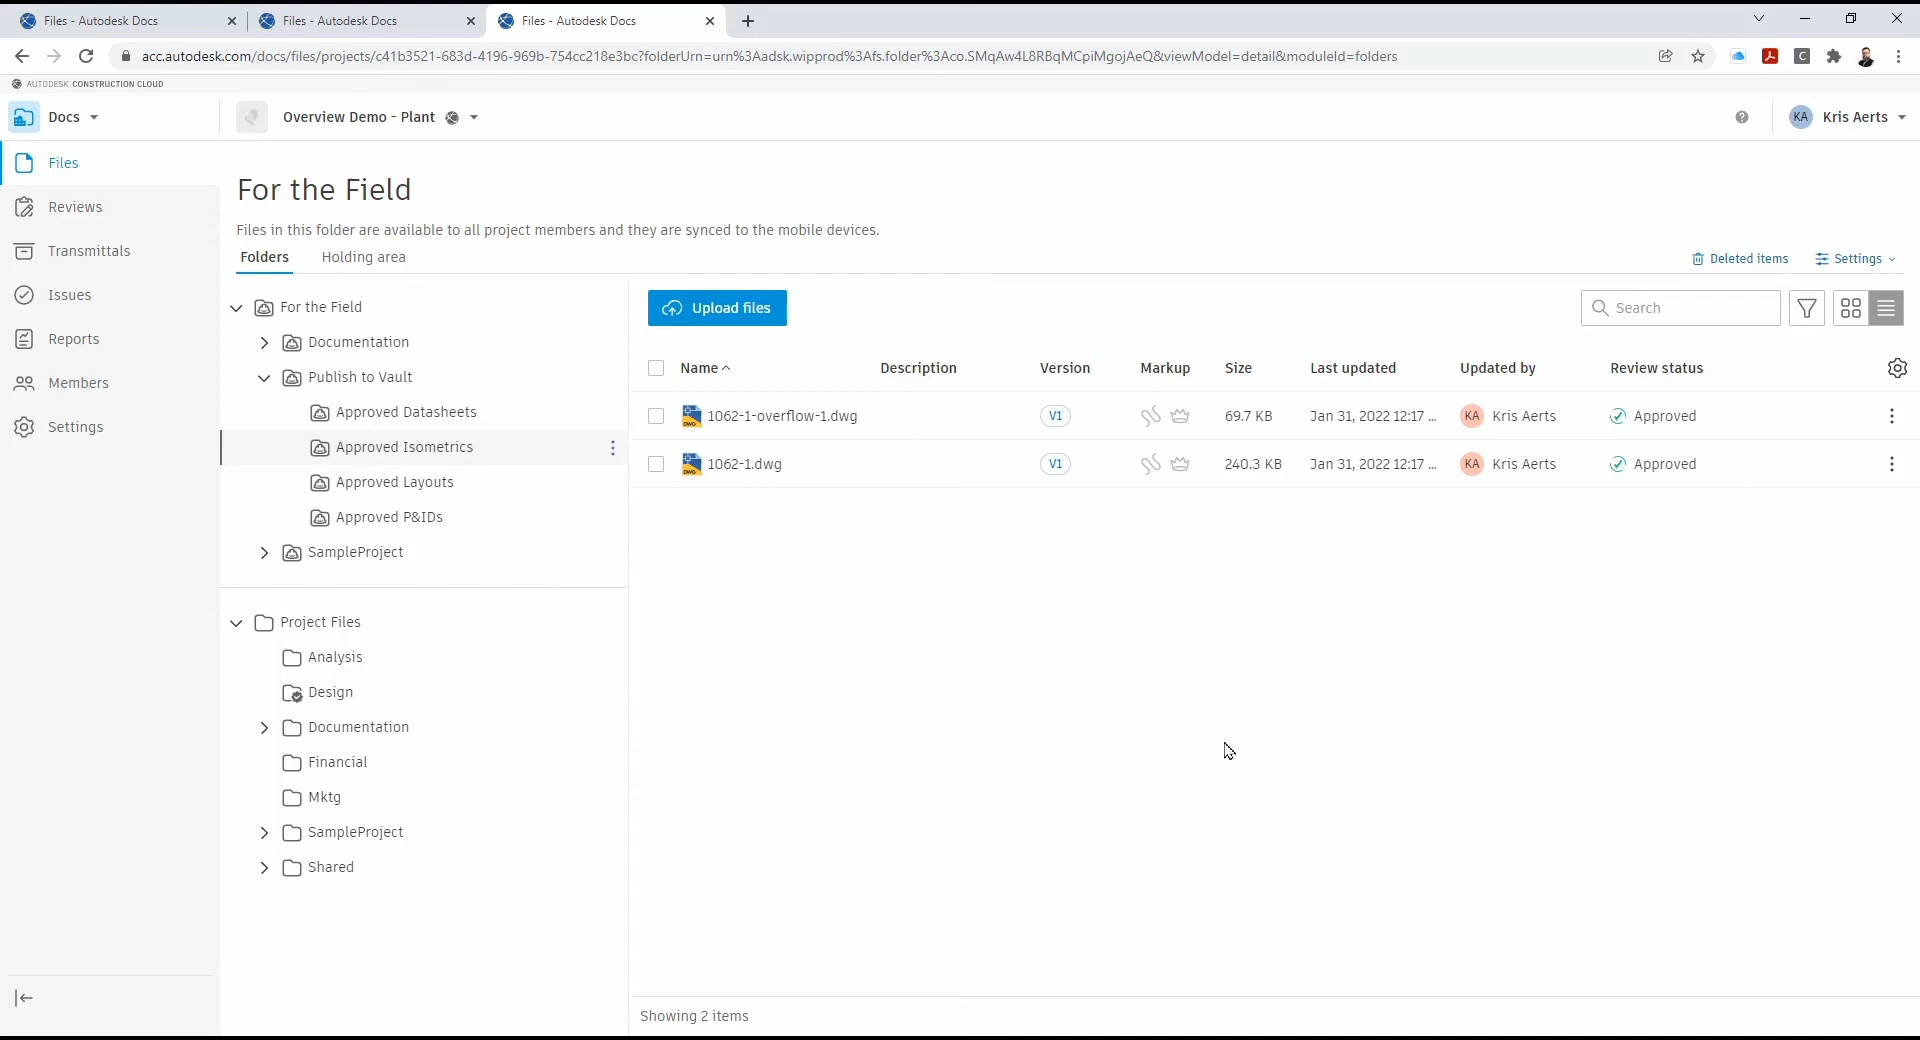 Files - Autodesk Docs
Files - Autodesk Docs
Files - Autodesk Docs
acc.autodesk.com/docs/files/projects/c41b3521-683d-4196-969b-754cc218e3bc?folderUrn=urn%3Aadsk.wipprod%3Afs.folder%3Aco.SMqAw4L8RBqMCpiMgojAeQ&viewModel=detail&moduleId=folders
AUTODESK CONSTRUCTION CLOUD
Docs
Overview Demo - Plant
KA Kris Aerts
Files
Reviews
Transmittals
Issues
Reports
Members
Settings
For the Field
Files in this folder are available to all project members and they are synced to the mobile devices.
Folders Holding area
Deleted items Settings
For the Field
Documentation
Publish to Vault
Approved Datasheets
Approved Isometrics
Approved Layouts
Approved P&IDs
SampleProject
Project Files
Analysis
Design
Documentation
Financial
Mktg
SampleProject
Shared
Upload files
Search
Name Description Version Markup Size Last updated Updated by Review status
DWG 1062-1-overflow-1.dwg V1 69.7 KB Jan 31, 2022 12:17 ... KA Kris Aerts Approved
DWG 1062-1.dwg V1 240.3 KB Jan 31, 2022 12:17 ... KA Kris Aerts Approved
Showing 2 items